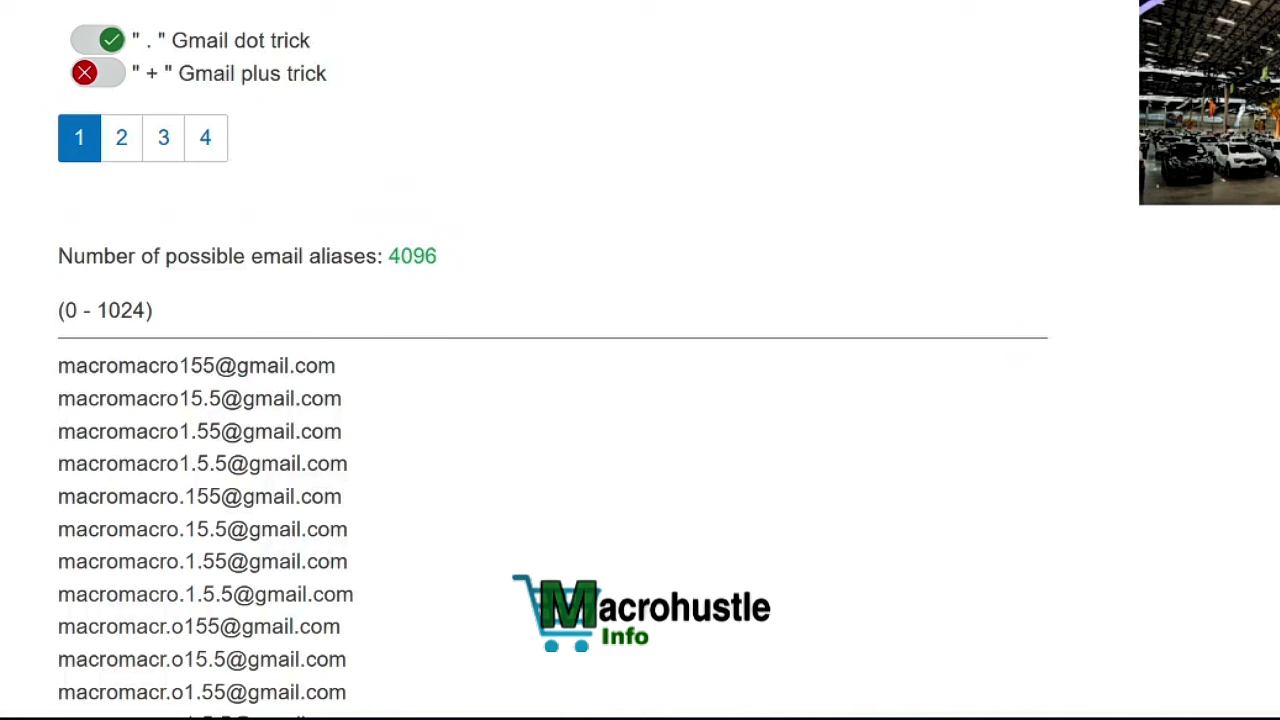 " . " Gmail dot trick
" + " Gmail plus trick
1 2 3 4
Number of possible email aliases: 4096
(0 - 1024)
macromacro155@gmail.com
macromacro15.5@gmail.com
macromacro1.55@gmail.com
macromacro1.5.5@gmail.com
macromacro.155@gmail.com
macromacro.15.5@gmail.com
macromacro.1.55@gmail.com
macromacro.1.5.5@gmail.com
macromacr.o155@gmail.com
macromacr.o15.5@gmail.com
macromacr.o1.55@gmail.com
Macrohustle
Info